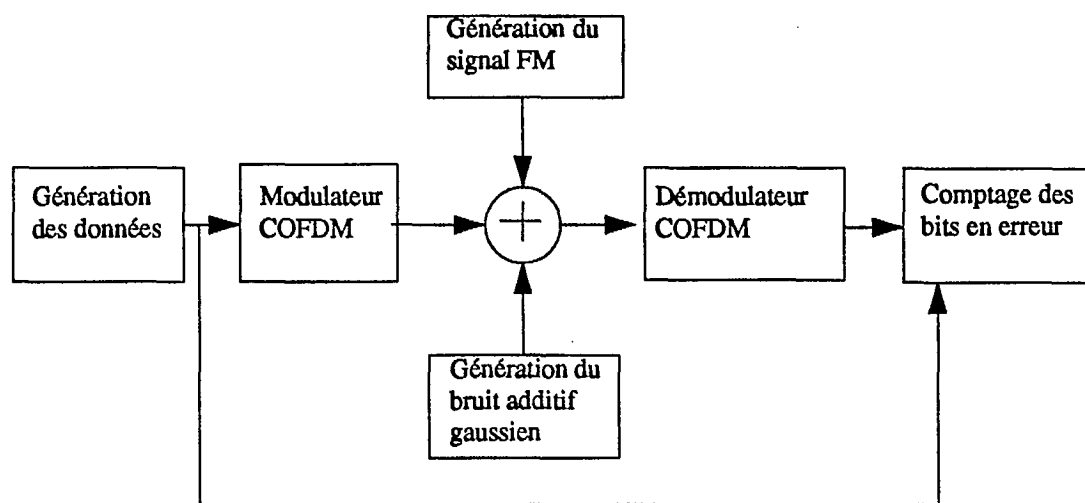 Génération du
signal FM
Génération
des données
Modulateur
COFDM
Démodulateur
COFDM
Comptage des
bits en erreur
Génération du
bruit additif
gaussien